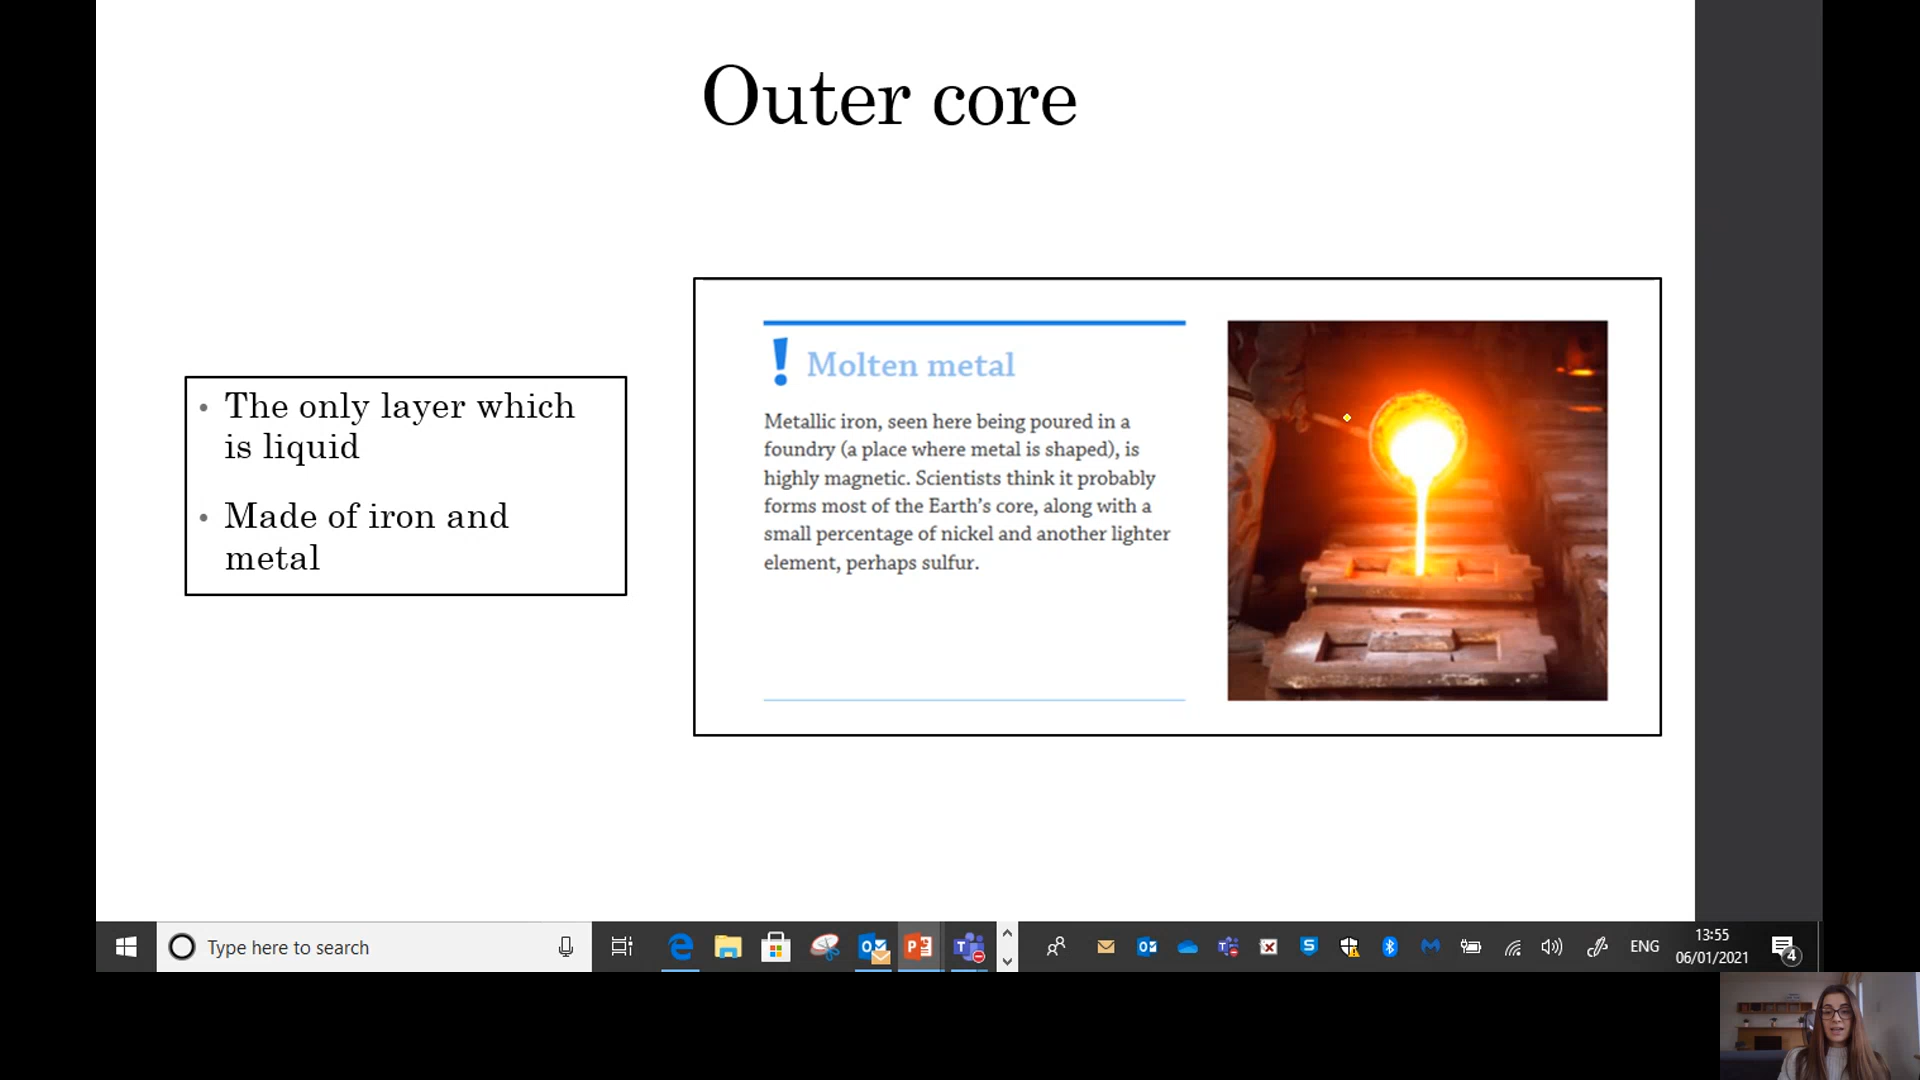 Outer core
• The only layer which
is liquid
• Made of iron and
metal
! Molten metal
Metallic iron, seen here being poured in a
foundry (a place where metal is shaped), is
highly magnetic. Scientists think it probably
forms most of the Earth's core, along with a
small percentage of nickel and another lighter
element, perhaps sulfur.
Type here to search
ENG
13:55
06/01/2021
4